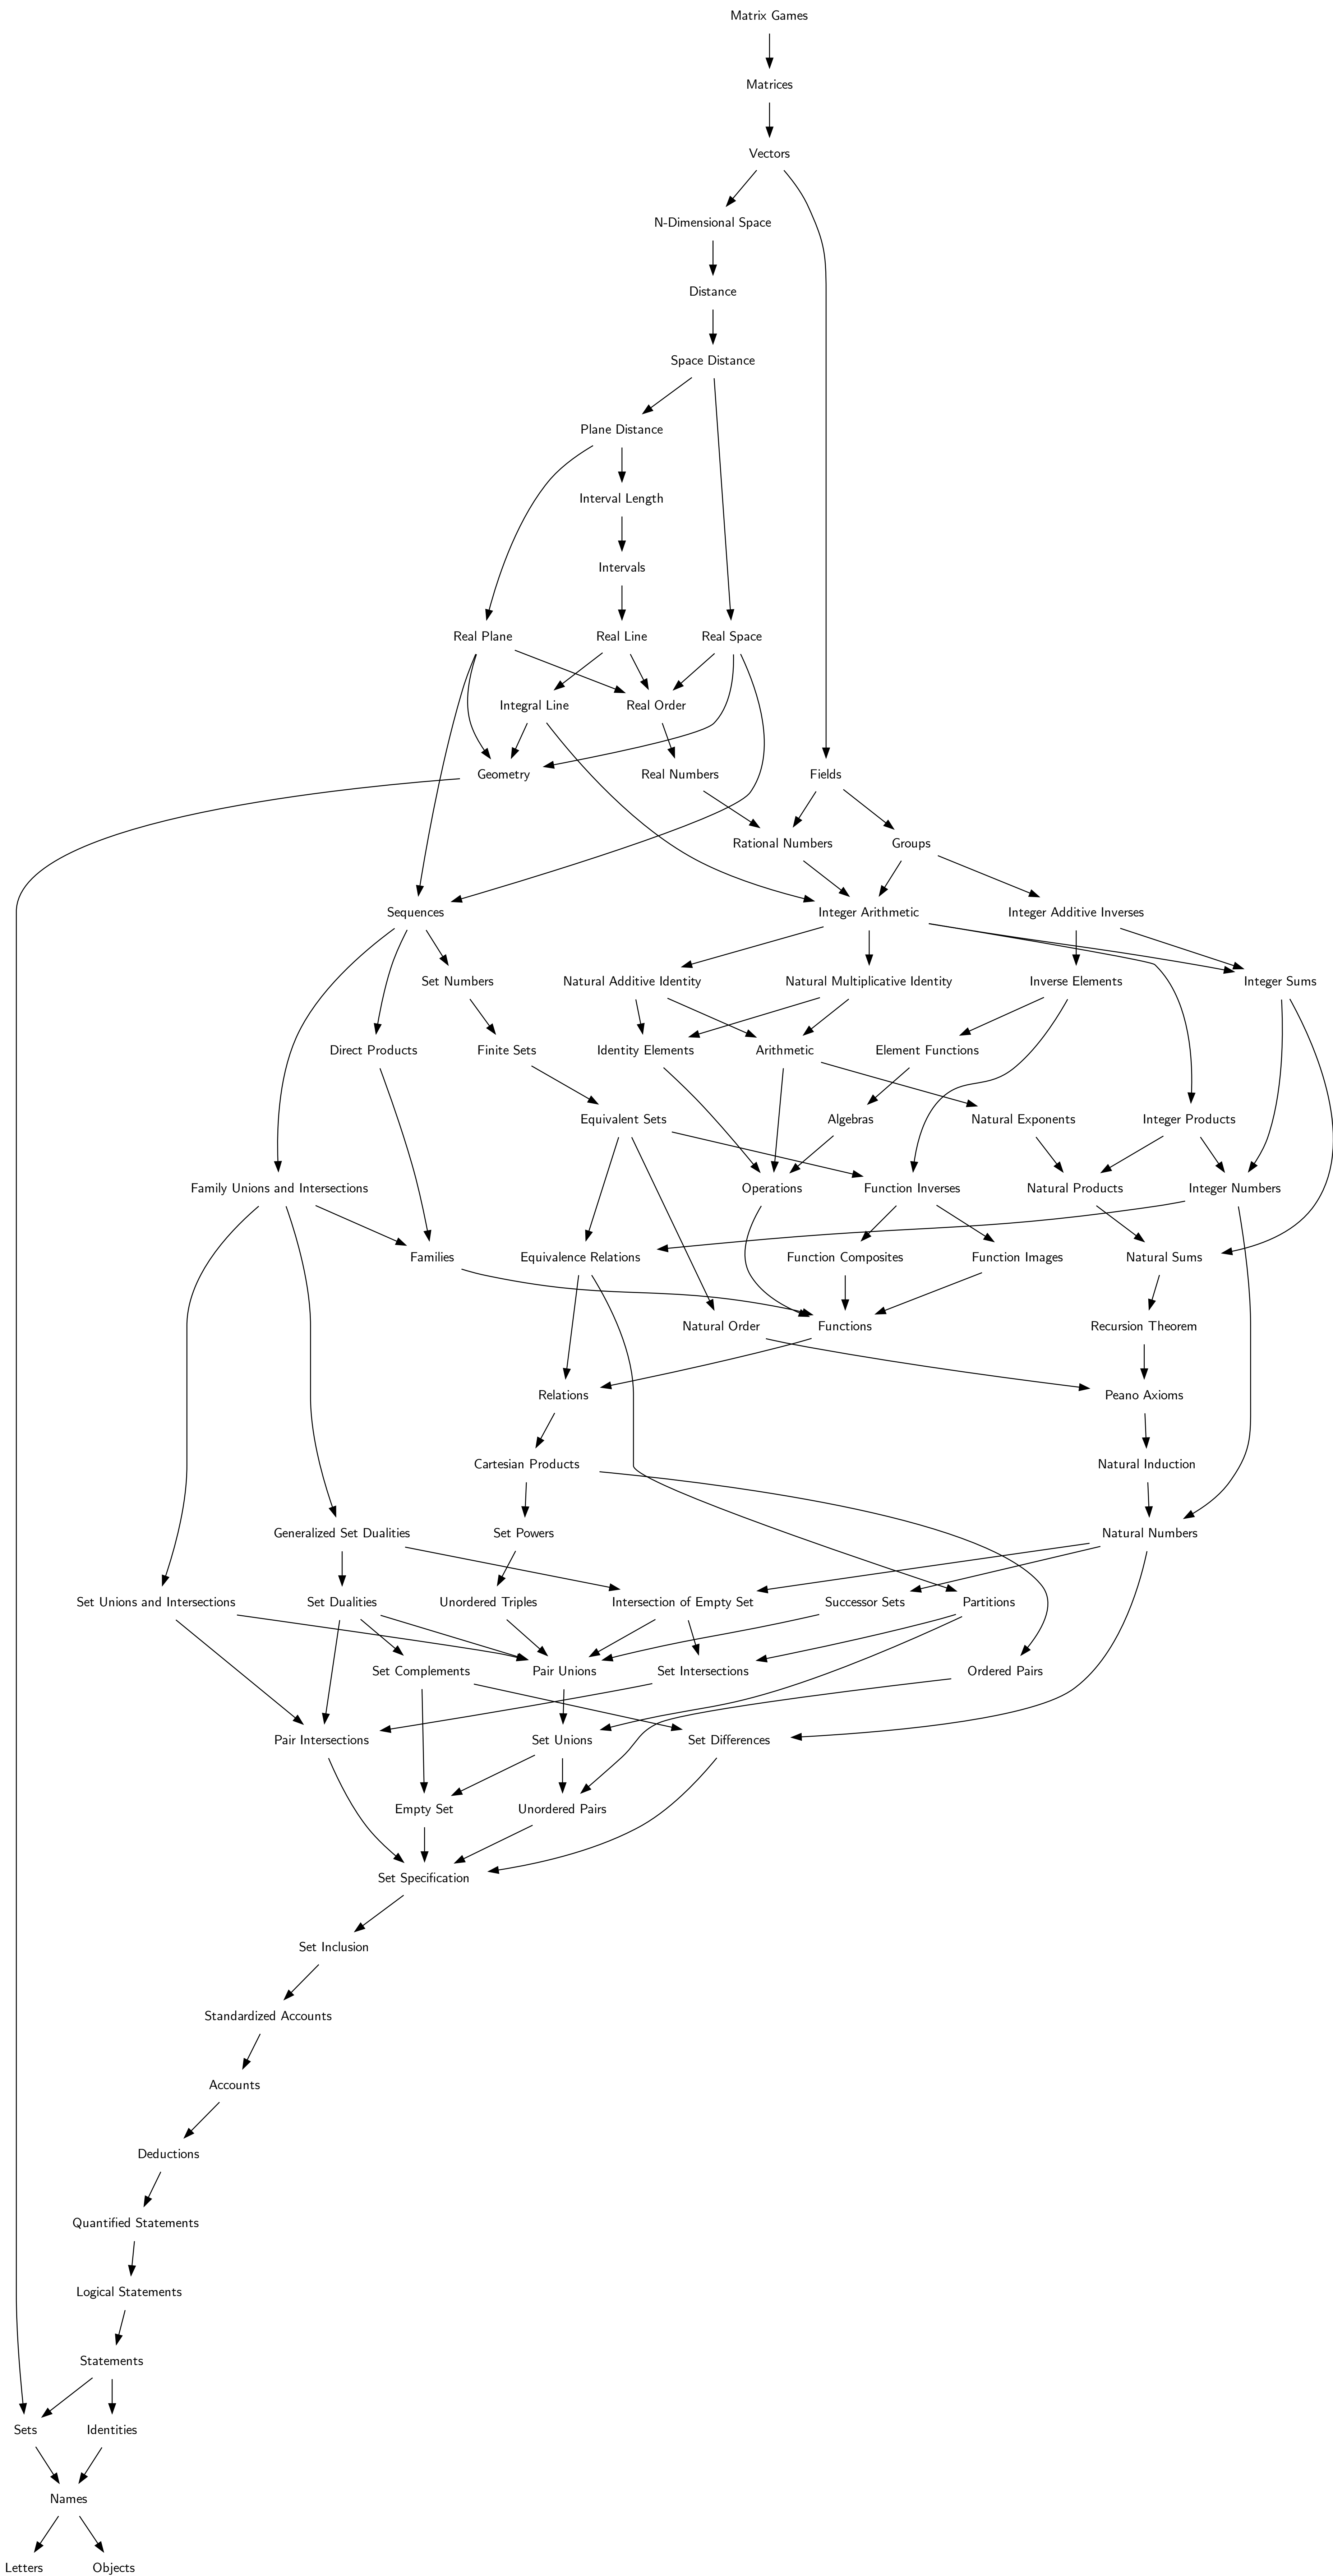 Matrix Games
Matrices
Vectors
N-Dimensional Space
Distance
Space Distance
Plane Distance
Interval Length
Intervals
Real Plane
Real Line
Real Space
Integral Line
Real Order
Geometry
Real Numbers
Fields
Rational Numbers
Groups
Sequences
Integer Arithmetic
Integer Additive Inverses
Set Numbers
Natural Additive Identity
Natural Multiplicative Identity
Inverse Elements
Integer Sums
Direct Products
Finite Sets
Identity Elements
Arithmetic
Element Functions
Equivalent Sets
Algebras
Natural Exponents
Integer Products
Family Unions and Intersections
Operations
Function Inverses
Natural Products
Integer Numbers
Families
Equivalence Relations
Function Composites
Function Images
Natural Sums
Natural Order
Functions
Recursion Theorem
Relations
Peano Axioms
Cartesian Products
Natural Induction
Generalized Set Dualities
Set Powers
Natural Numbers
Set Unions and Intersections
Set Dualities
Unordered Triples
Intersection of Empty Set
Successor Sets
Partitions
Set Complements
Pair Unions
Set Intersections
Ordered Pairs
Pair Intersections
Set Unions
Set Differences
Empty Set
Unordered Pairs
Set Specification
Set Inclusion
Standardized Accounts
Accounts
Deductions
Quantified Statements
Logical Statements
Statements
Sets
Identities
Names
Letters
Objects